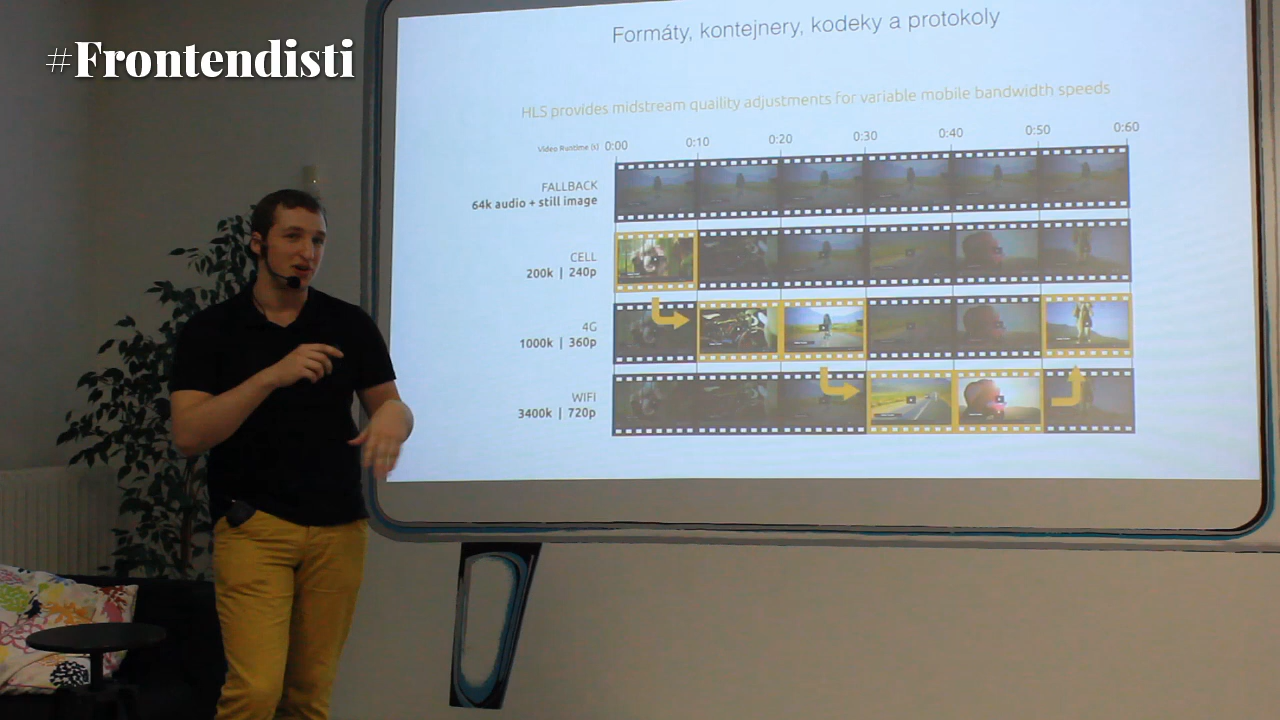 #Frontendisti
Formáty, kontejnery, kodeky a protokoly
HLS provides midstream quaility adjustments for variable mobile bandwidth speeds
Video Runtime (s) 0:00 0:10 0:20 0:30 0:40 0:50 0:60
FALLBACK
64k audio + still image
CELL
200k | 240p
4G
1000k | 360p
WIFI
3400k | 720p